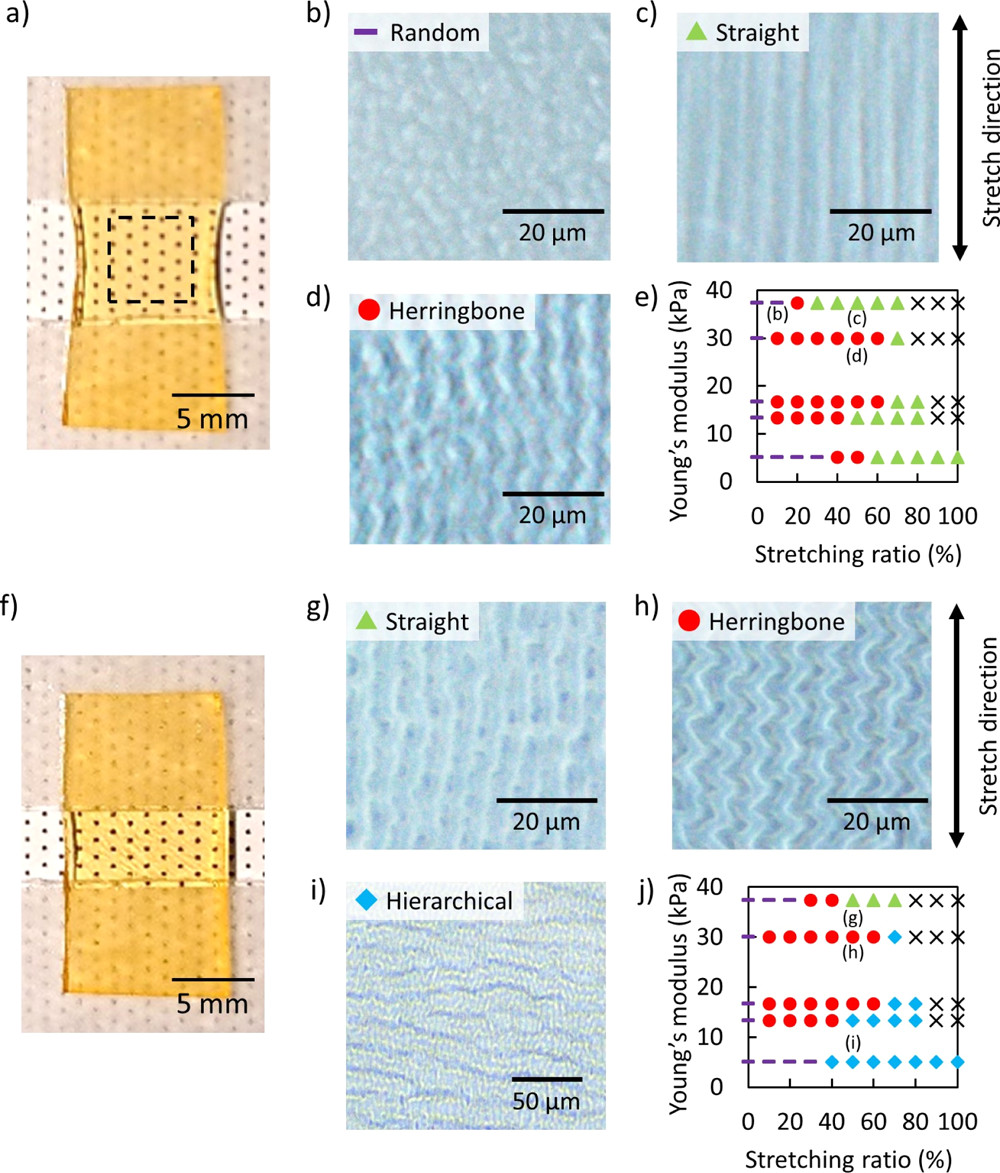 a)
5 mm
b)
Random
20 µm
c)
Straight
20 µm
Stretch direction
d)
Herringbone
20 µm
e)
Young's modulus (kPa)
40
30
20
10
0
(b)
(c)
(d)
0 20 40 60 80 100
Stretching ratio (%)
f)
5 mm
g)
Straight
20 µm
h)
Herringbone
20 µm
Stretch direction
i)
Hierarchical
50 µm
j)
Young's modulus (kPa)
40
30
20
10
0
(g)
(h)
(i)
0 20 40 60 80 100
Stretching ratio (%)